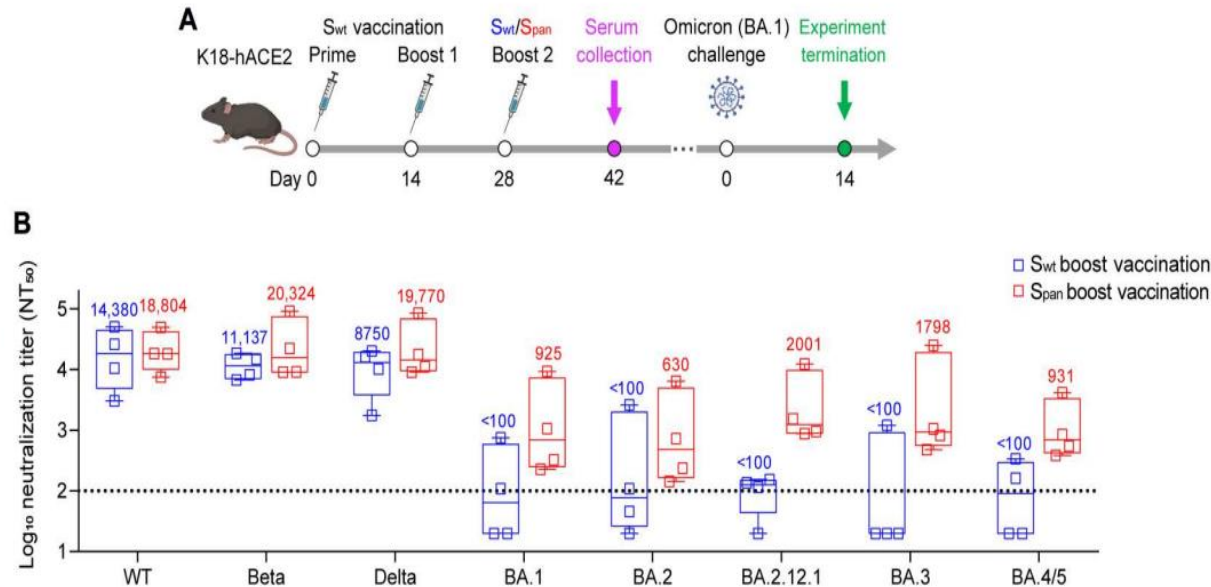 A
Swt vaccination
Swt/Span
Serum
Omicron (BA.1)
Experiment
K18-hACE2
Prime
Boost 1
Boost 2
collection
challenge
termination
Day 0
14
28
42
0
14
B
Log₁₀ neutralization titer (NT₅₀)
Swt boost vaccination
Span boost vaccination
5
4
3
2
1
14,380
18,804
11,137
20,324
8750
19,770
<100
925
<100
630
<100
2001
<100
1798
<100
931
WT
Beta
Delta
BA.1
BA.2
BA.2.12.1
BA.3
BA.4/5